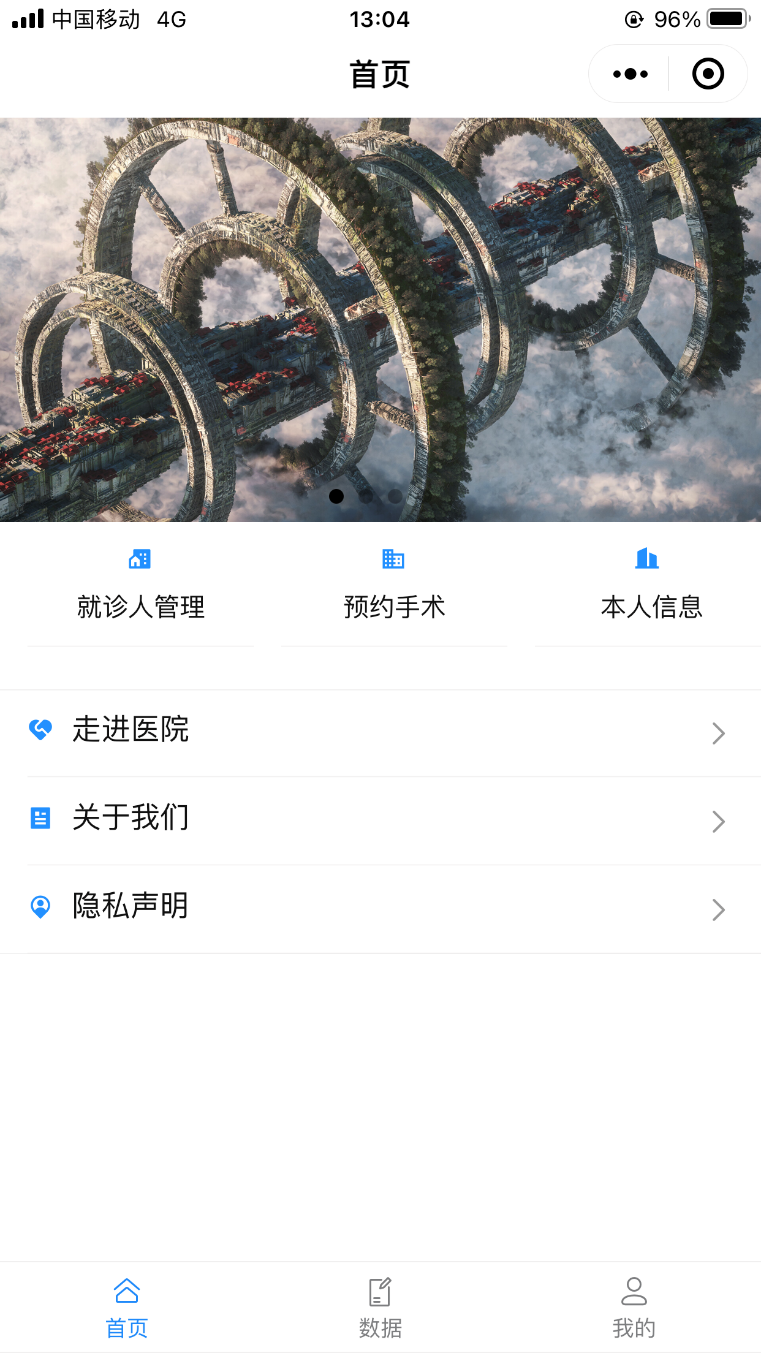 中国移动 4G 13:04 96%
首页
就诊人管理 预约手术 本人信息
走进医院
关于我们
隐私声明
首页 数据 我的